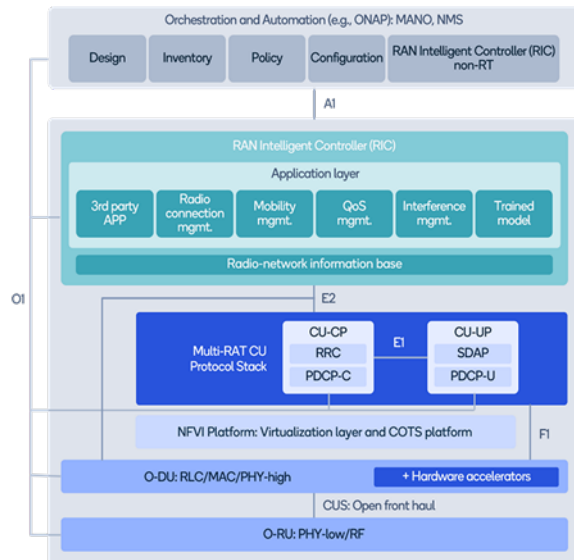 Orchestration and Automation (e.g., ONAP): MANO, NMS
Design
Inventory
Policy
Configuration
RAN Intelligent Controller (RIC)
non-RT
A1
RAN Intelligent Controller (RIC)
Application layer
3rd party
APP
Radio
connection
mgmt.
Mobility
mgmt.
QoS
mgmt.
Interference
mgmt.
Trained
model
Radio-network information base
O1
E2
Multi-RAT CU
Protocol Stack
CU-CP
RRC
PDCP-C
E1
CU-UP
SDAP
PDCP-U
NFVI Platform: Virtualization layer and COTS platform
F1
O-DU: RLC/MAC/PHY-high
+ Hardware accelerators
CUS: Open front haul
O-RU: PHY-low/RF